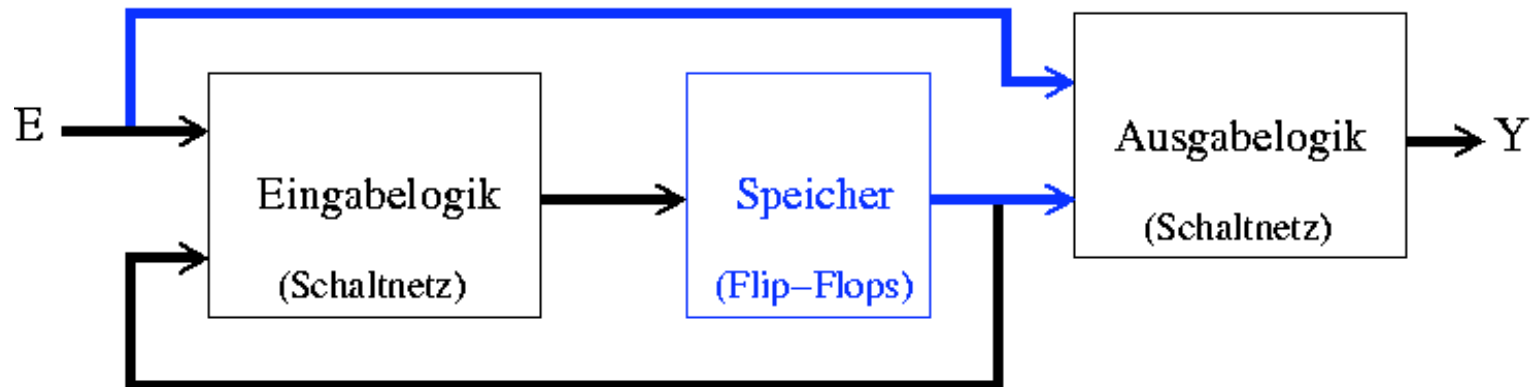 E
Eingabelogik
(Schaltnetz)
Speicher
(Flip–Flops)
Ausgabelogik
(Schaltnetz)
Y